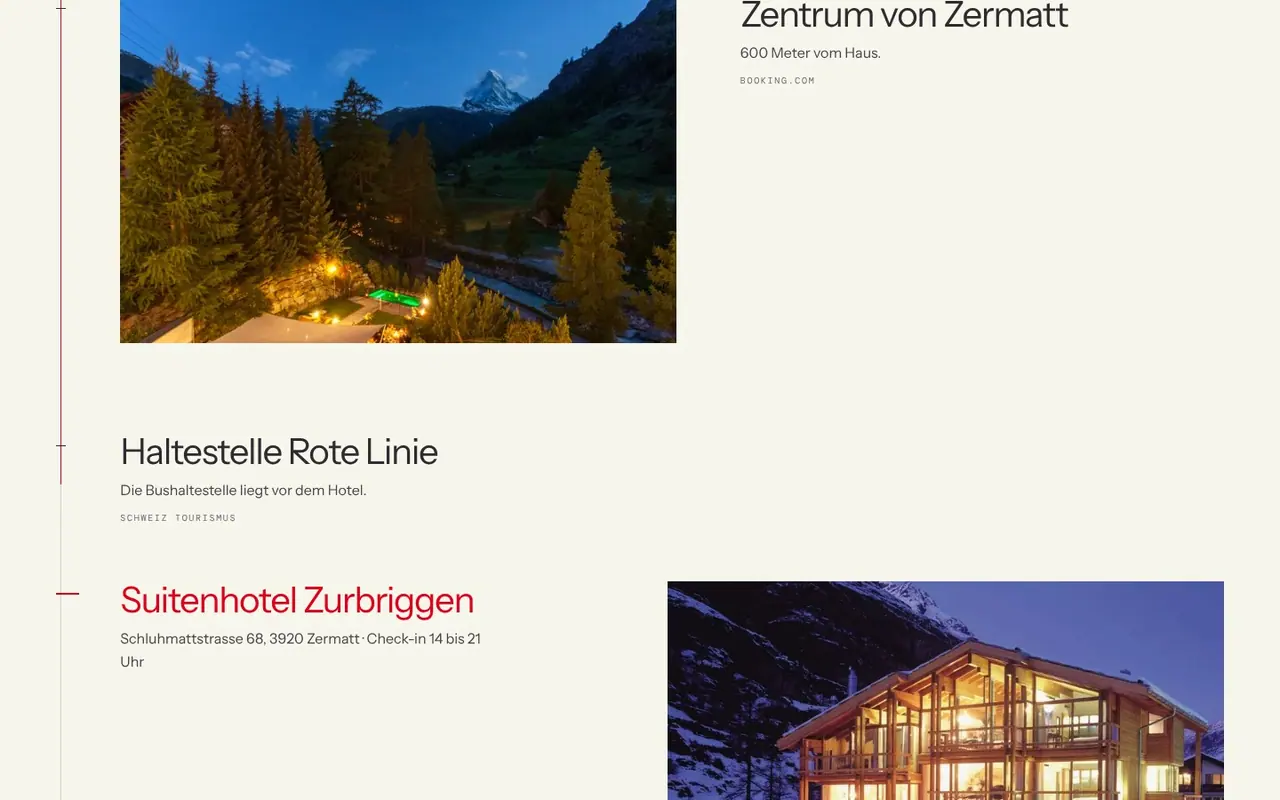 Zentrum von Zermatt
600 Meter vom Haus.
BOOKING.COM
Haltestelle Rote Linie
Die Bushaltestelle liegt vor dem Hotel.
SCHWEIZ TOURISMUS
Suitenhotel Zurbriggen
Schluhmattstrasse 68, 3920 Zermatt · Check-in 14 bis 21
Uhr